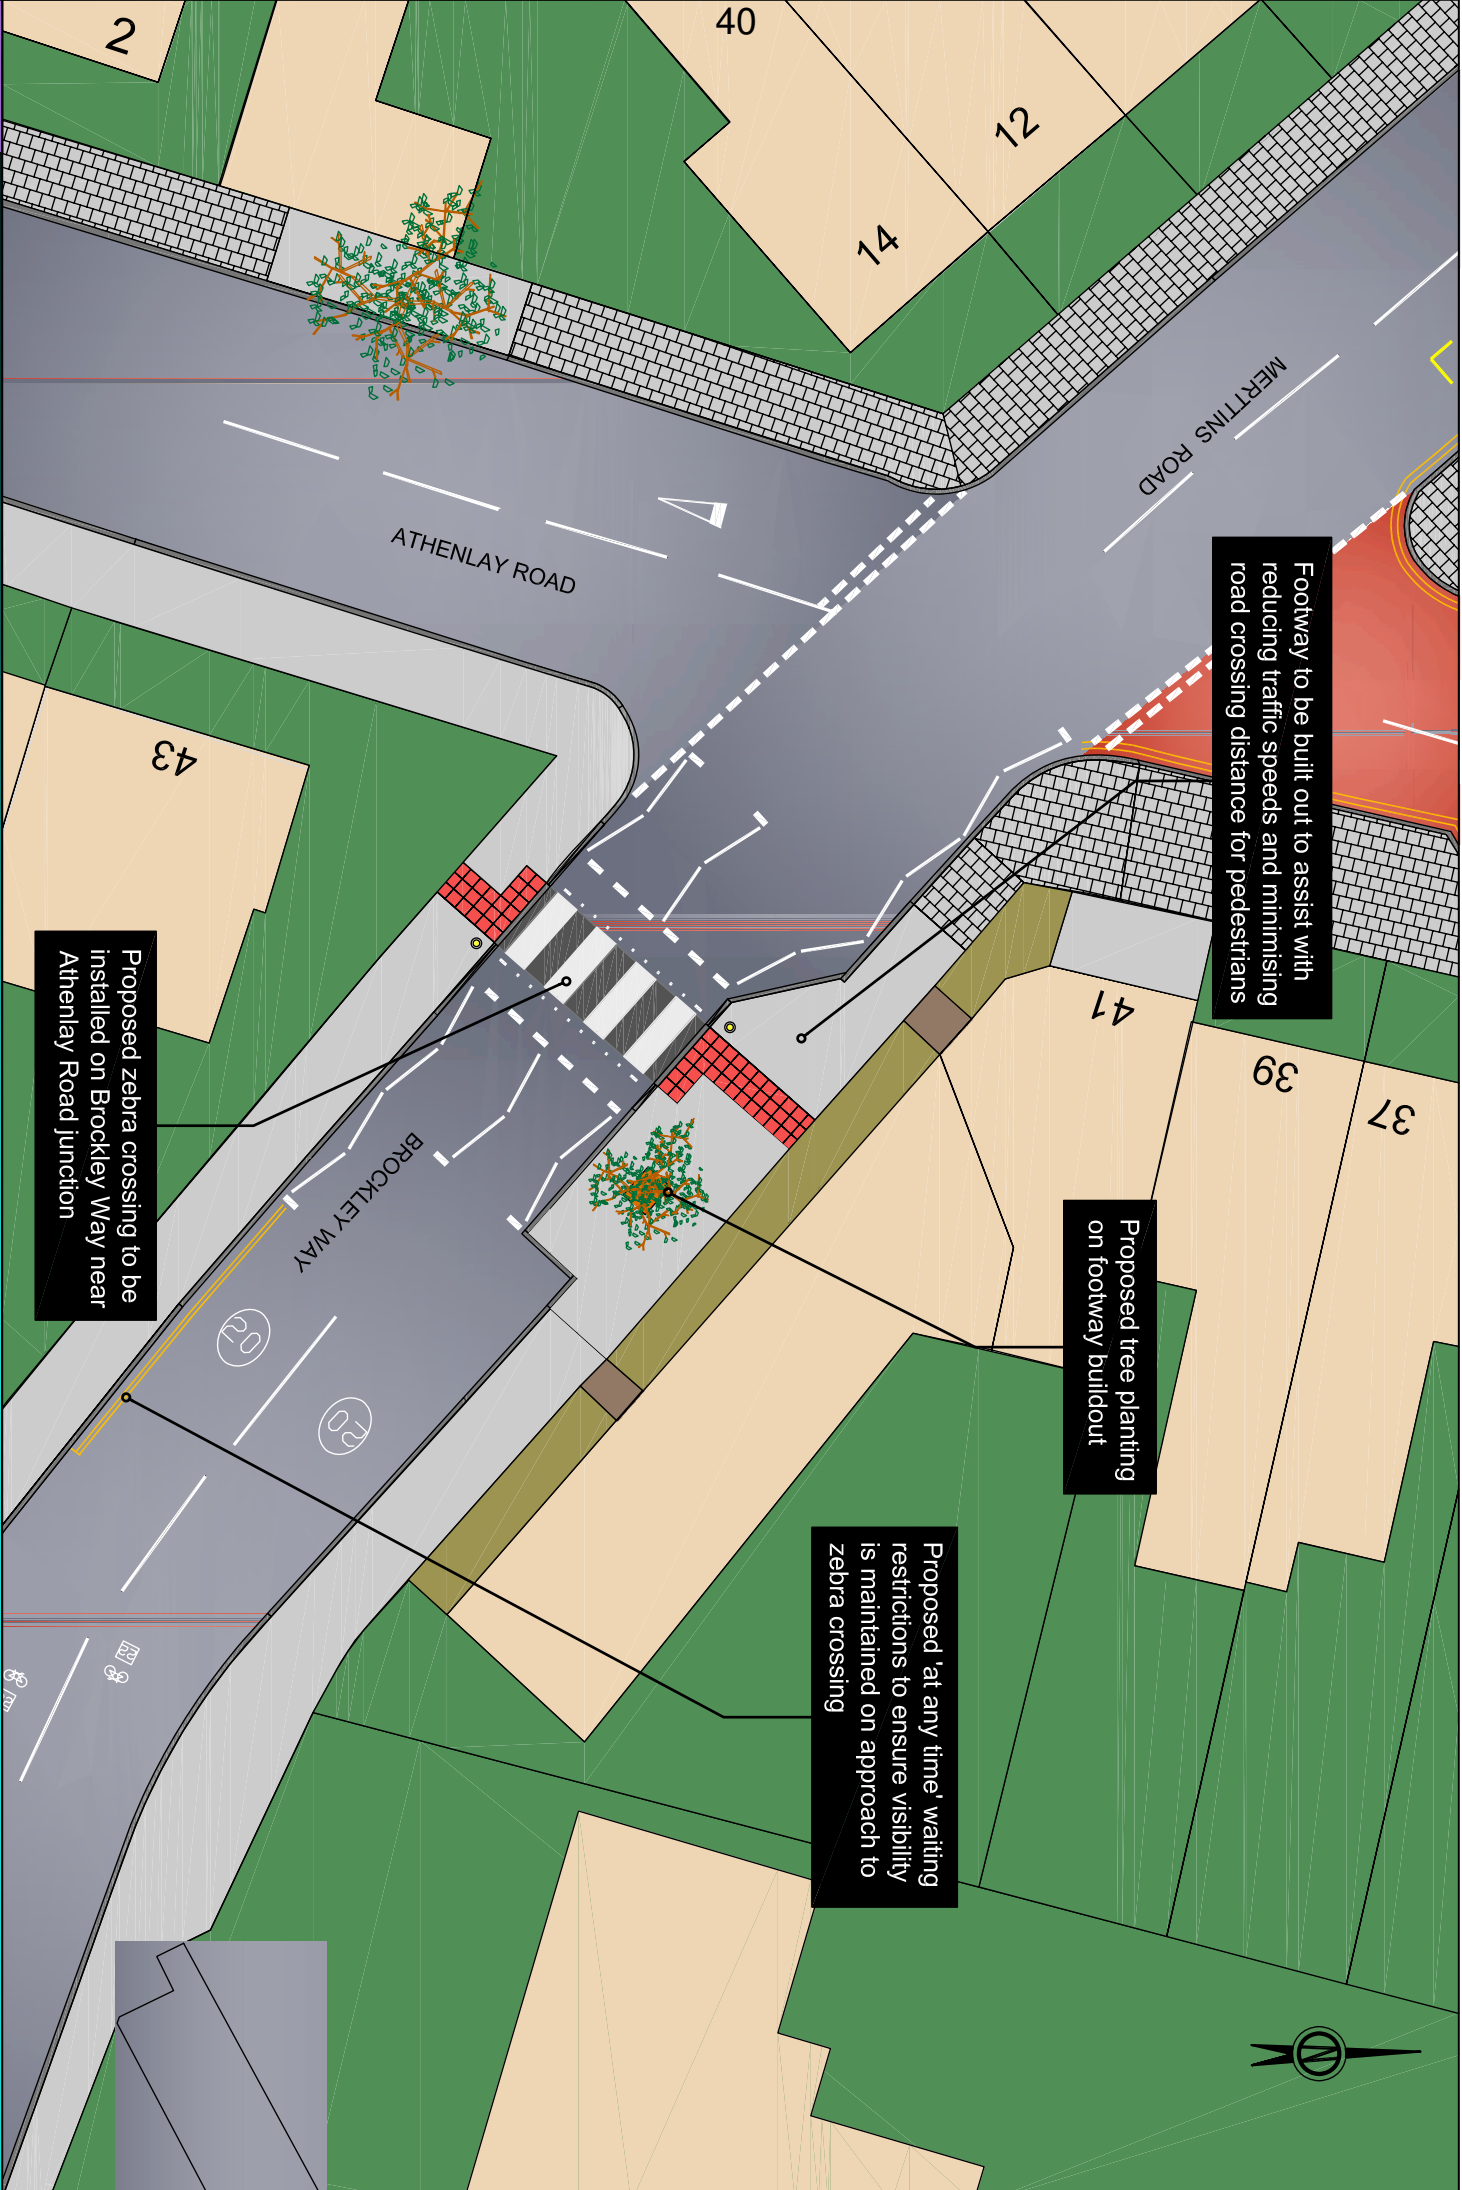 2
40
12
14
MERTTINS ROAD
ATHENLAY ROAD
43
Footway to be built out to assist with
reducing traffic speeds and minimising
road crossing distance for pedestrians
41
39
37
Proposed zebra crossing to be
installed on Brockley Way near
Athenlay Road junction
BROCKLEY WAY
20
20
Proposed tree planting
on footway buildout
Proposed 'at any time' waiting
restrictions to ensure visibility
is maintained on approach to
zebra crossing
N